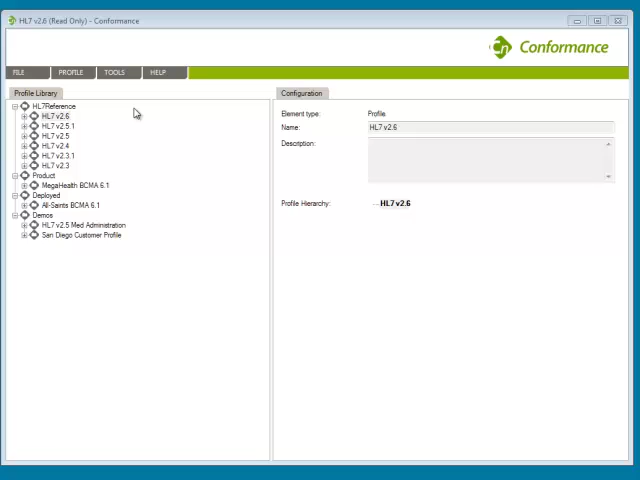 HL7 v2.6 (Read Only) - Conformance
Cn Conformance
FILE PROFILE TOOLS HELP
Profile Library
HL7Reference
HL7 v2.6
HL7 v2.5.1
HL7 v2.5
HL7 v2.4
HL7 v2.3.1
HL7 v2.3
Product
MegaHealth BCMA 6.1
Deployed
All-Saints BCMA 6.1
Demos
HL7 v2.5 Med Administration
San Diego Customer Profile
Configuration
Element type: Profile
Name: HL7 v2.6
Description:
Profile Hierarchy: HL7 v2.6